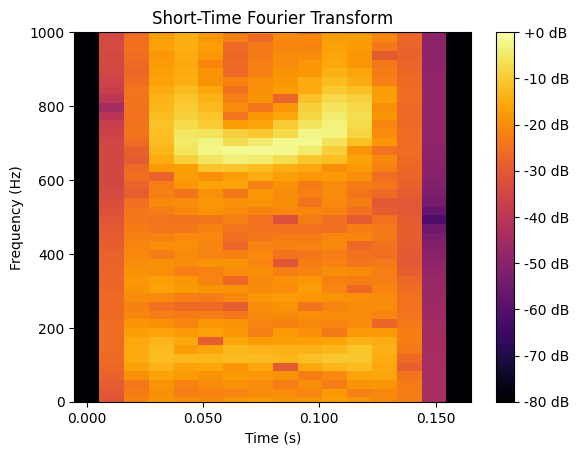 Short-Time Fourier Transform
1000
800
600
400
200
0
Frequency (Hz)
0.000
0.050
0.100
0.150
Time (s)
+0 dB
-10 dB
-20 dB
-30 dB
-40 dB
-50 dB
-60 dB
-70 dB
-80 dB